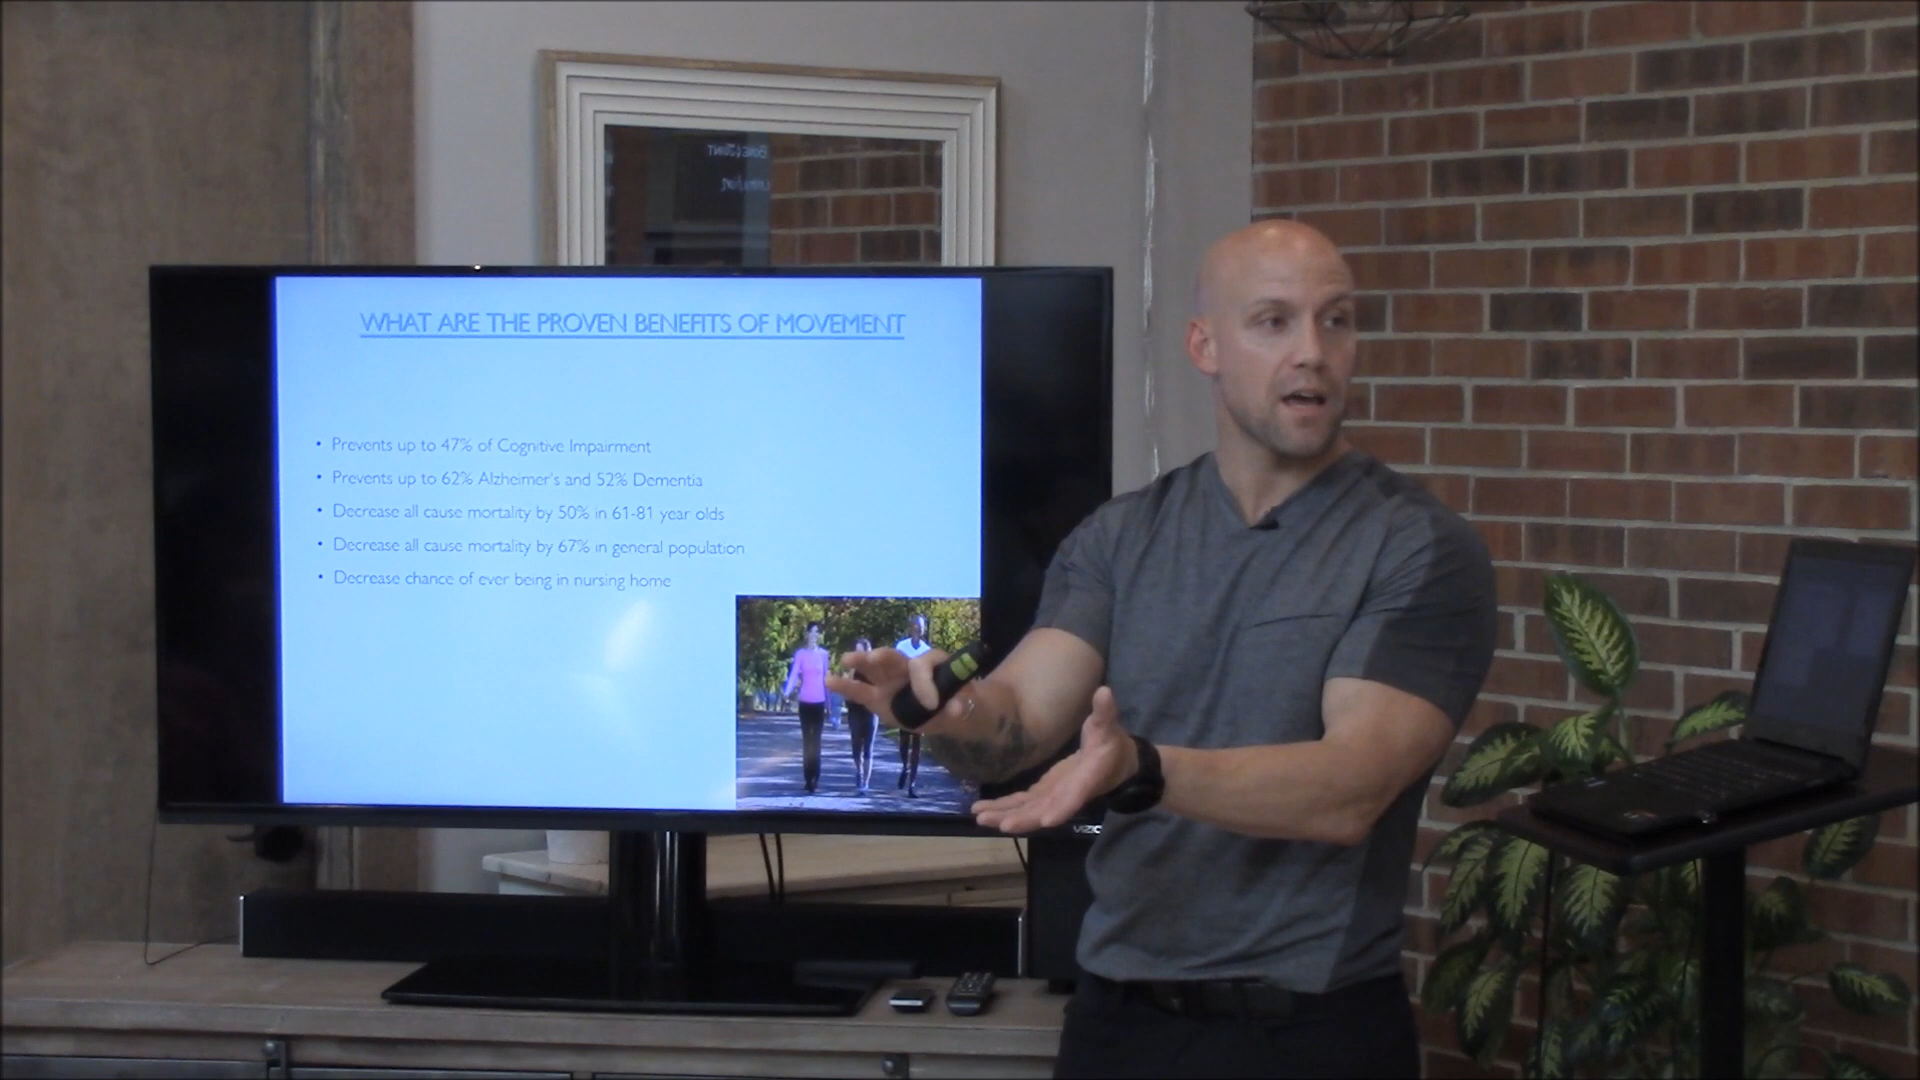 WHAT ARE THE PROVEN BENEFITS OF MOVEMENT
• Prevents up to 47% of Cognitive Impairment
• Prevents up to 62% Alzheimer's and 52% Dementia
• Decrease all cause mortality by 50% in 61-81 year olds
• Decrease all cause mortality by 67% in general population
• Decrease chance of ever being in nursing home
VIZIO